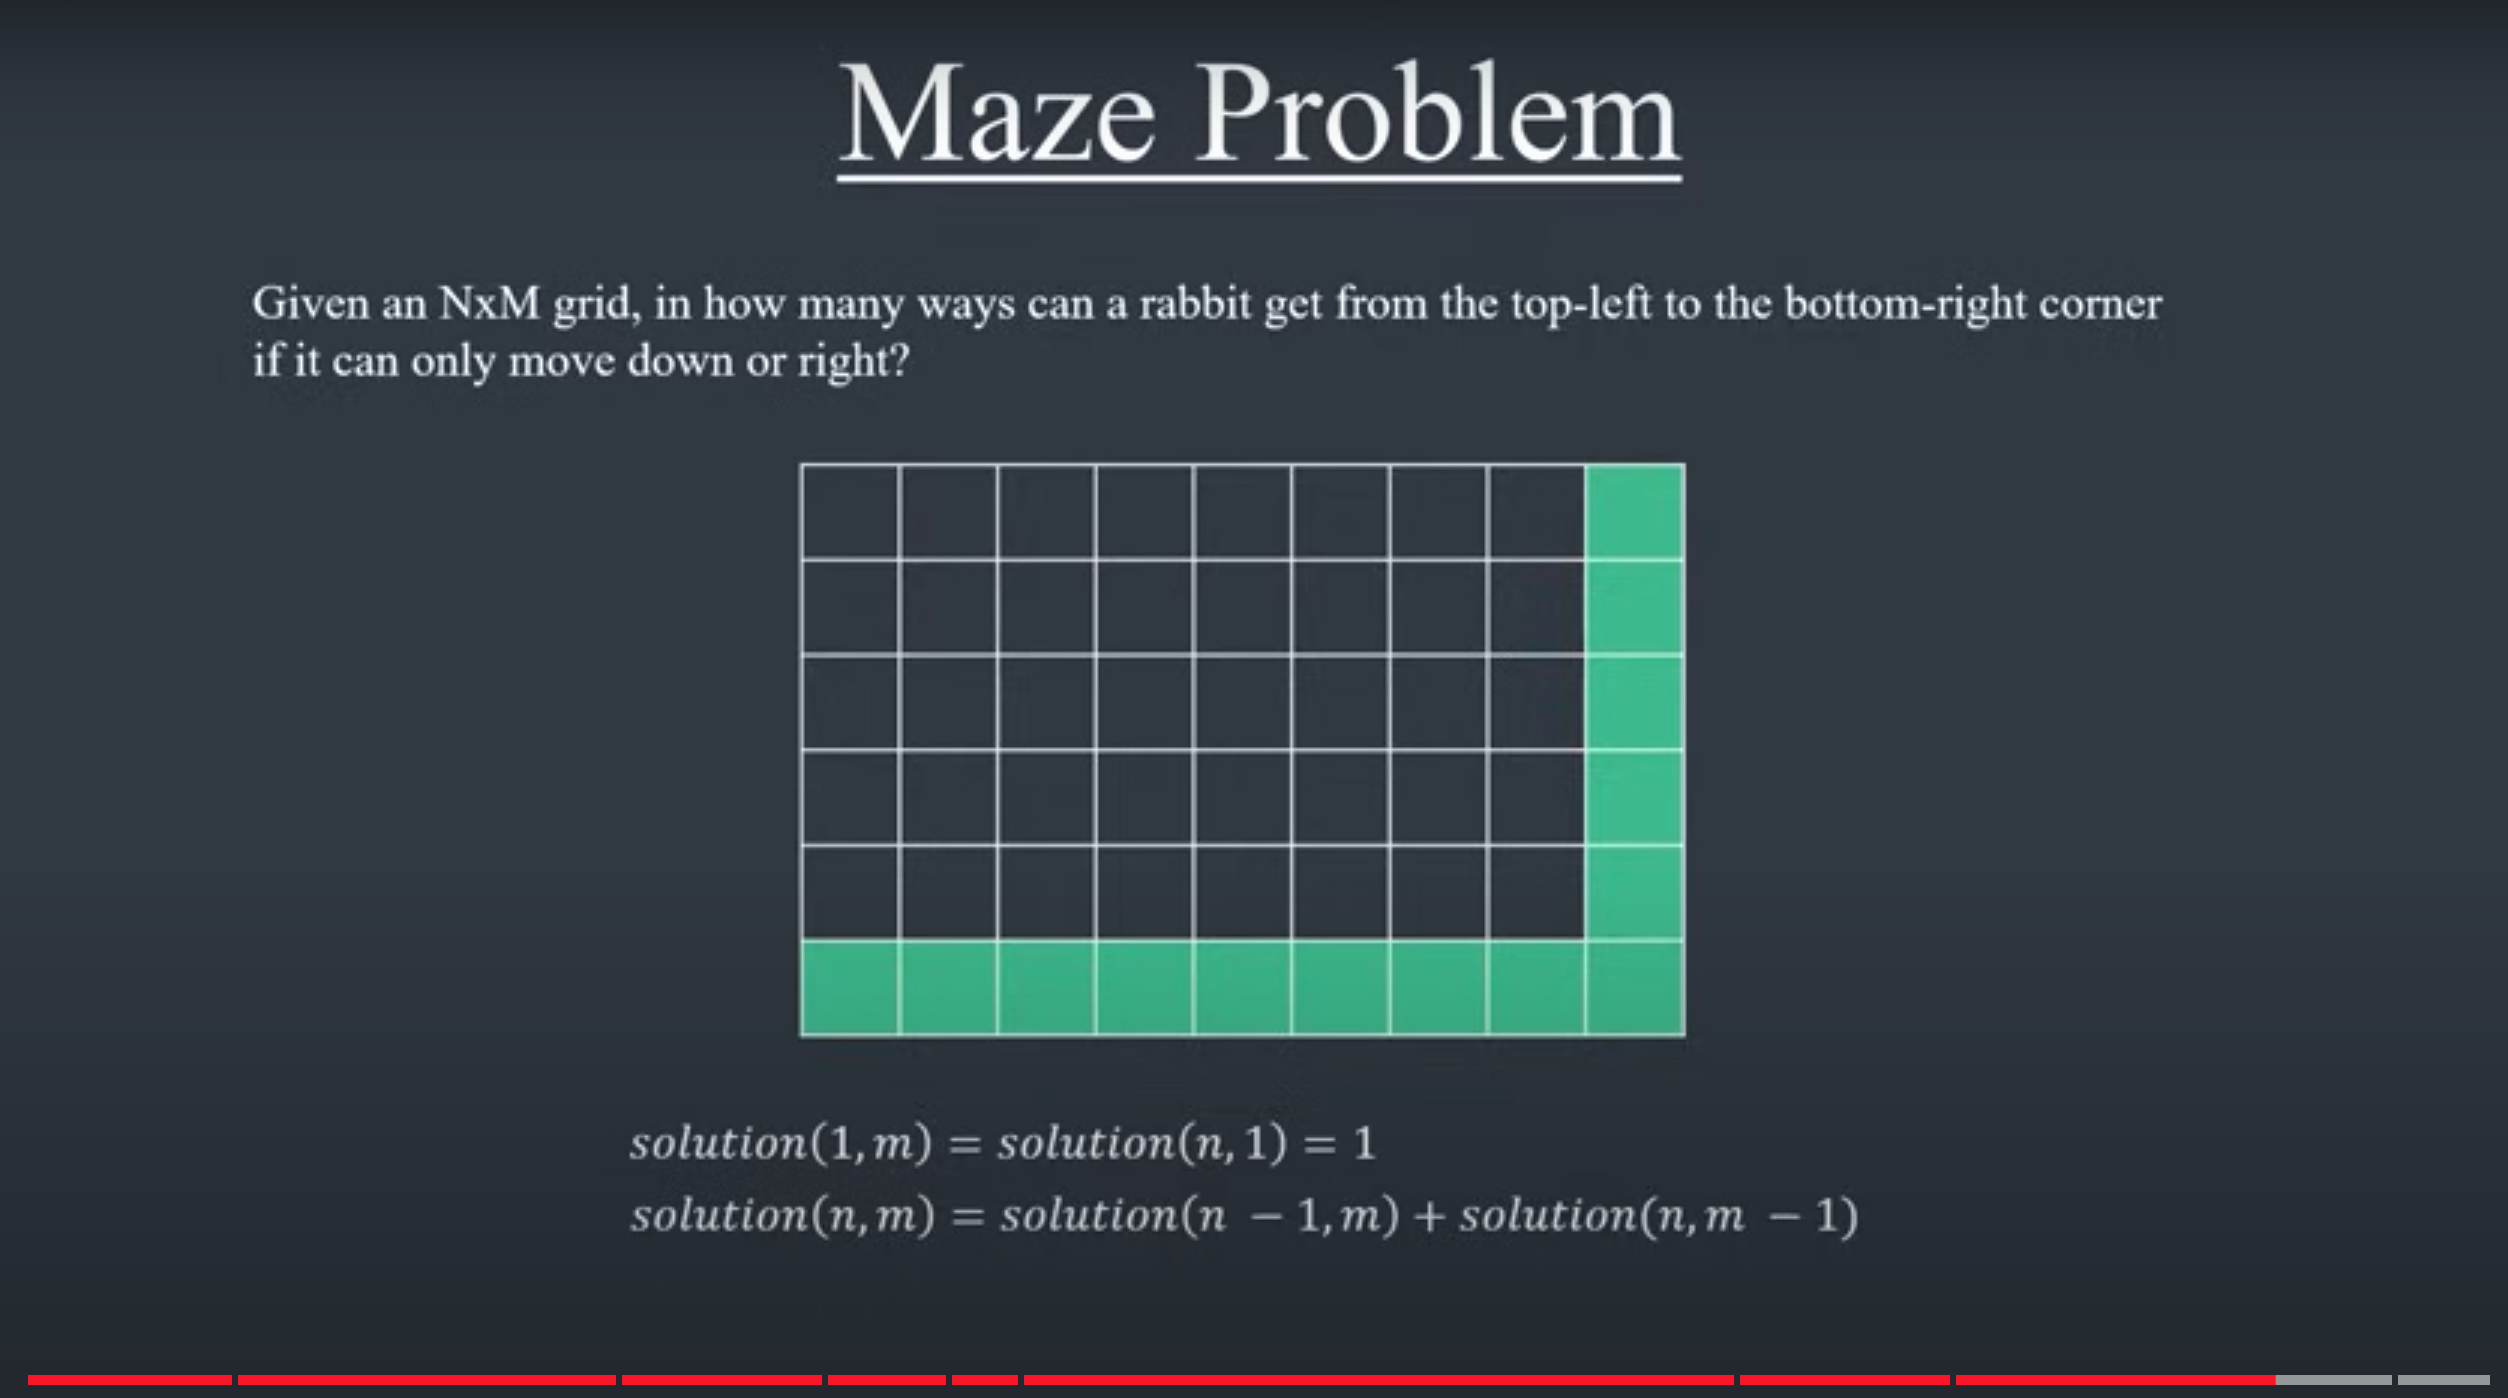 Maze Problem
Given an NxM grid, in how many ways can a rabbit get from the top-left to the bottom-right corner
if it can only move down or right?
solution(1, m) = solution(n, 1) = 1
solution(n, m) = solution(n − 1, m) + solution(n, m − 1)